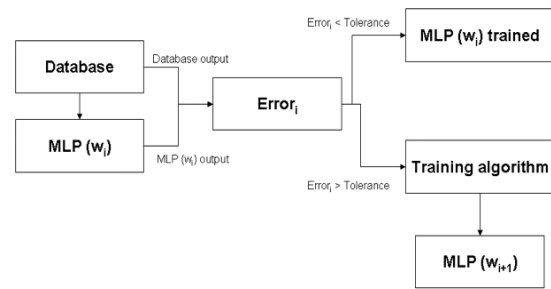 Error_i < Tolerance
MLP (w_i) trained
Database
Database output
Error_i
MLP (w_i)
MLP (w_i) output
Error_i > Tolerance
Training algorithm
MLP (w_{i+1})